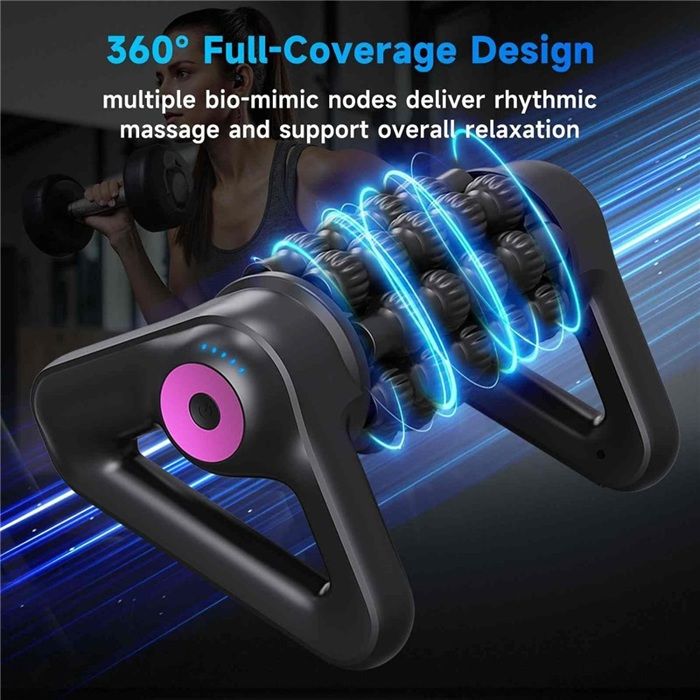 360° Full-Coverage Design
multiple bio-mimic nodes deliver rhythmic
massage and support overall relaxation